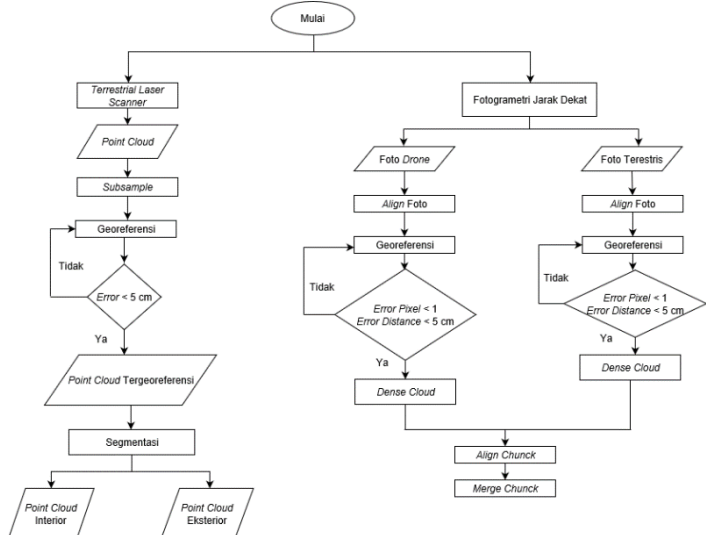 Mulai
Terrestrial Laser
Scanner
Point Cloud
Subsample
Georeferensi
Tidak
Error < 5 cm
Ya
Point Cloud Tergeoreferensi
Segmentasi
Point Cloud
Interior
Point Cloud
Eksterior
Fotogrametri Jarak Dekat
Foto Drone
Align Foto
Georeferensi
Tidak
Error Pixel < 1
Error Distance < 5 cm
Ya
Dense Cloud
Foto Terestris
Align Foto
Georeferensi
Tidak
Error Pixel < 1
Error Distance < 5 cm
Ya
Dense Cloud
Align Chunck
Merge Chunck